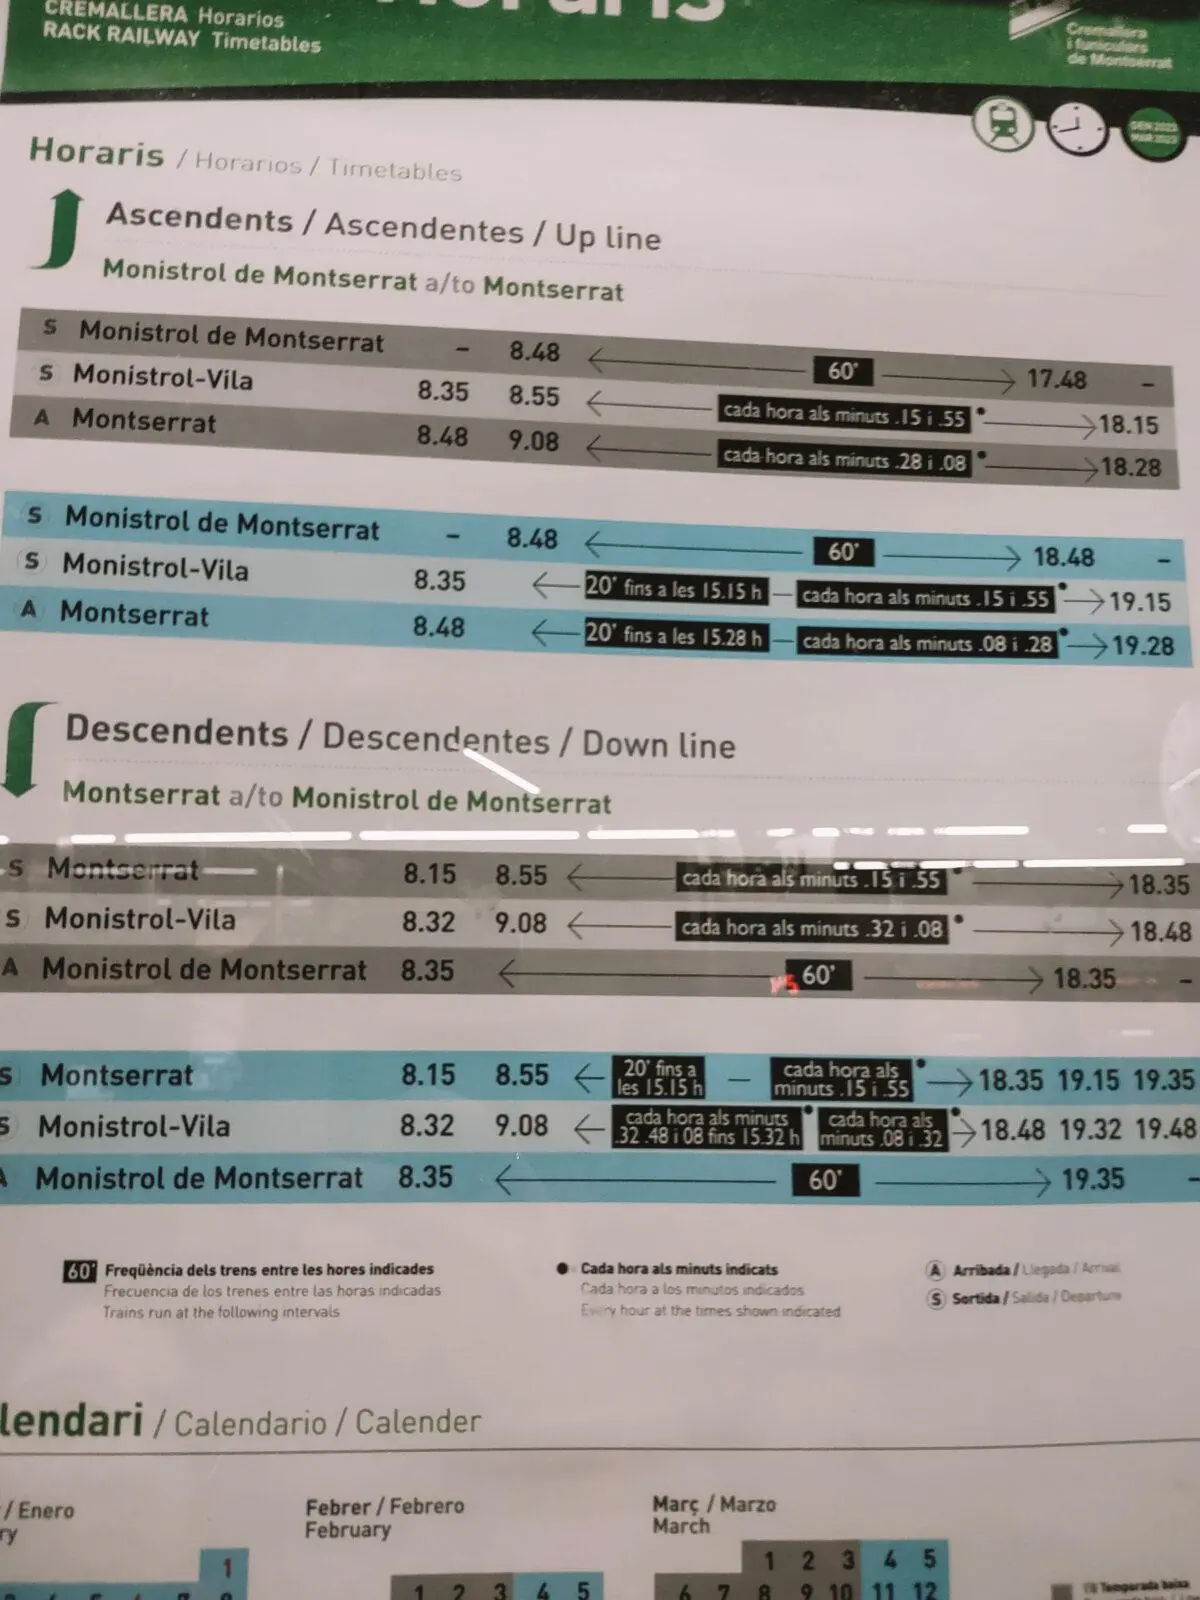 CREMALLERA Horarios
RACK RAILWAY Timetables
Horaris
Cremallera
i funiculars
de Montserrat
GEN 2023
MAR 2023
Horaris / Horarios / Timetables
Ascendents / Ascendentes / Up line
Monistrol de Montserrat a/to Montserrat
S Monistrol de Montserrat – 8.48 60' 17.48 –
S Monistrol-Vila 8.35 8.55 cada hora als minuts .15 i .55 18.15
A Montserrat 8.48 9.08 cada hora als minuts .28 i .08 18.28
S Monistrol de Montserrat – 8.48 60' 18.48 –
S Monistrol-Vila 8.35 20' fins a les 15.15 h – cada hora als minuts .15 i .55 19.15
A Montserrat 8.48 20' fins a les 15.28 h – cada hora als minuts .08 i .28 19.28
Descendents / Descendentes / Down line
Montserrat a/to Monistrol de Montserrat
S Montserrat 8.15 8.55 cada hora als minuts .15 i .55 18.35
S Monistrol-Vila 8.32 9.08 cada hora als minuts .32 i .08 18.48
A Monistrol de Montserrat 8.35 60' 18.35 –
S Montserrat 8.15 8.55 20' fins a les 15.15 h – cada hora als minuts .15 i .55 18.35 19.15 19.35
S Monistrol-Vila 8.32 9.08 cada hora als minuts .32 .48 i 08 fins 15.32 h cada hora als minuts .08 i .32 18.48 19.32 19.48
A Monistrol de Montserrat 8.35 60' 19.35 –
60' Freqüència dels trens entre les hores indicades
Frecuencia de los trenes entre las horas indicadas
Trains run at the following intervals
● Cada hora als minuts indicats
Cada hora a los minutos indicados
Every hour at the times shown indicated
A Arribada / Llegada / Arrival
S Sortida / Salida / Departure
lendari / Calendario / Calender
/ Enero
ry
1
Febrer / Febrero
February
1 2 3 4 5
Març / Marzo
March
1 2 3 4 5
6 7 8 9 10 11 12
Temporada baixa